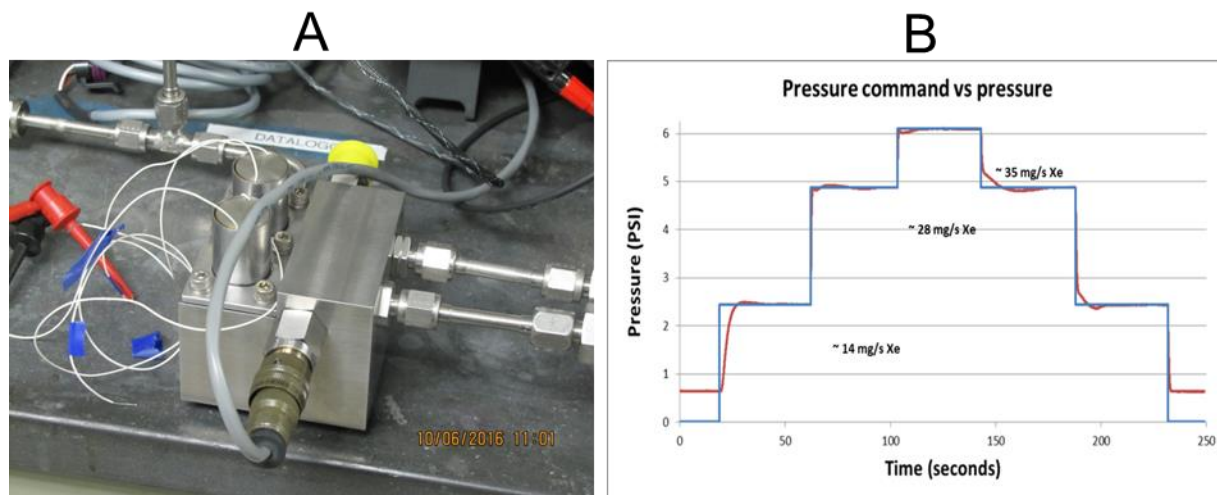 A
B
DATALOGG
10/06/2016 11:01
Pressure command vs pressure
Pressure (PSI)
6
5
4
3
2
1
0
~ 35 mg/s Xe
~ 28 mg/s Xe
~ 14 mg/s Xe
0 50 100 150 200 250
Time (seconds)